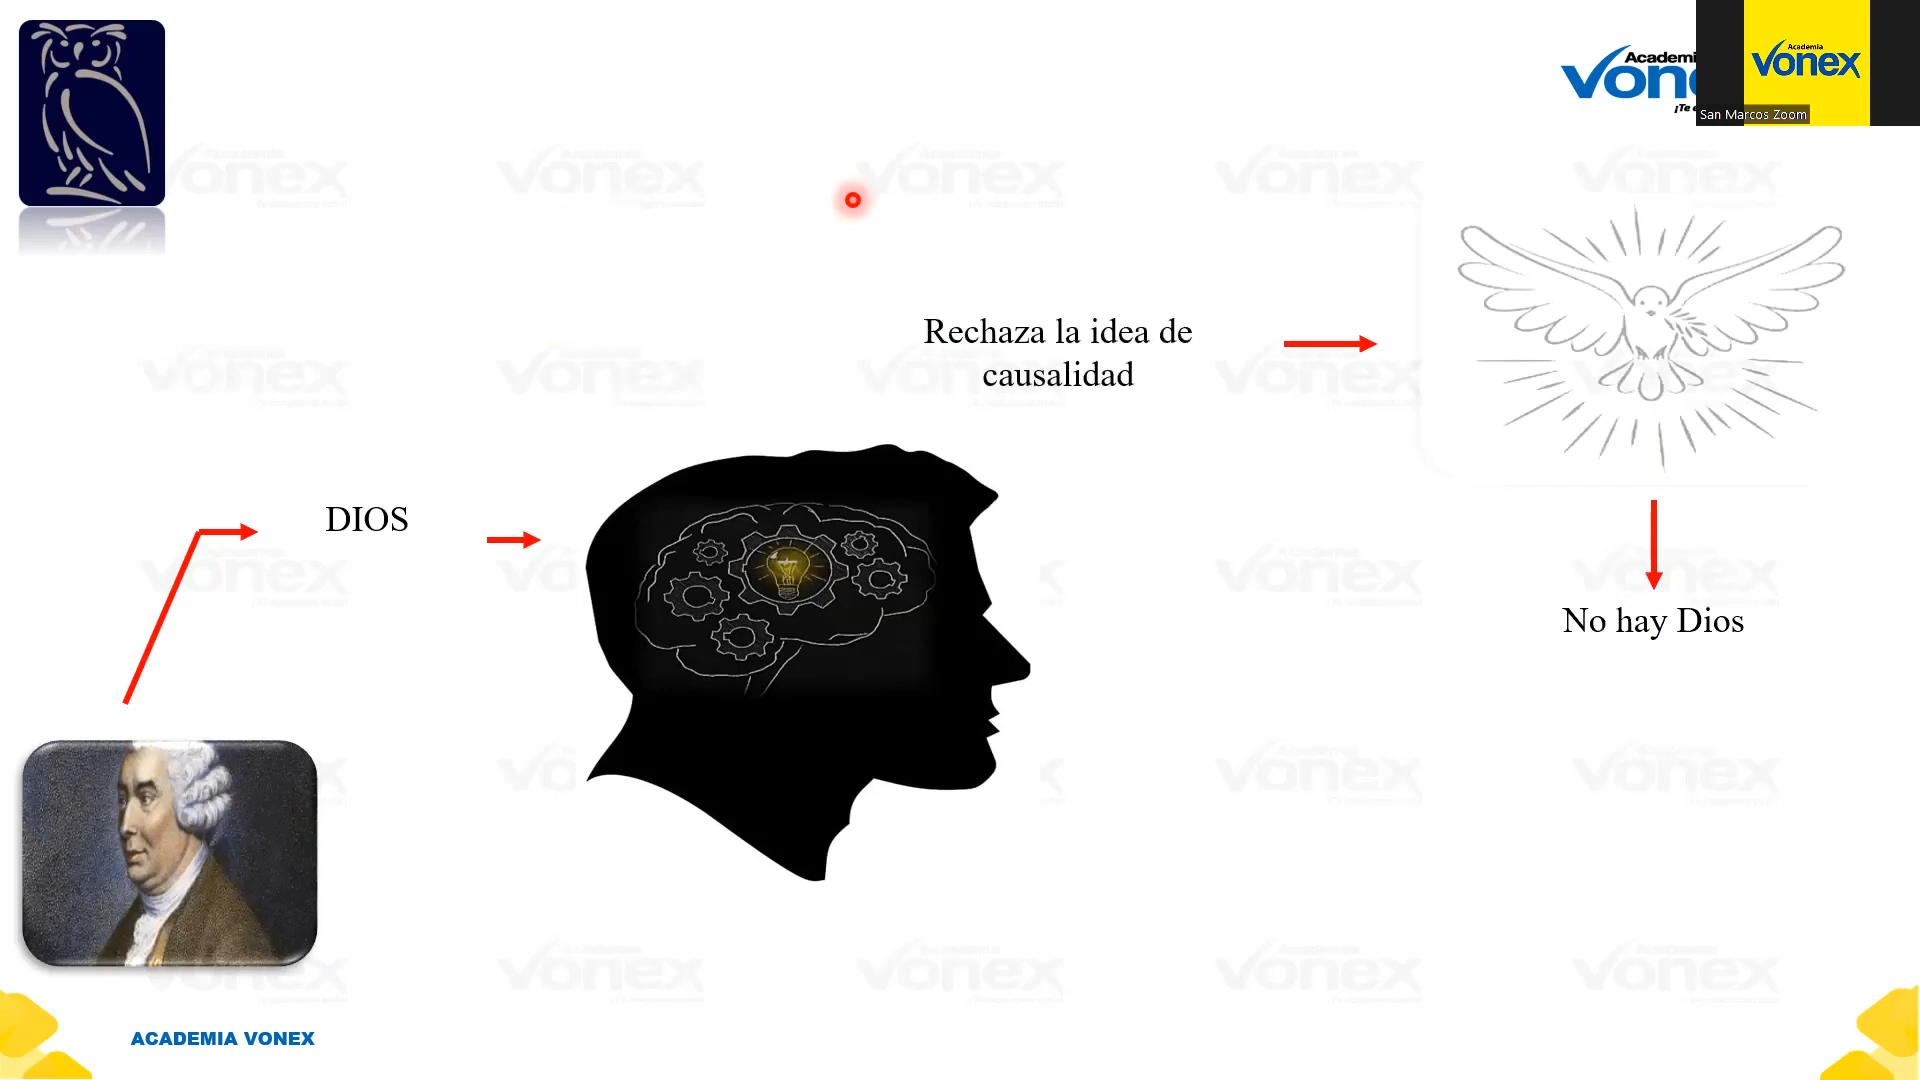 Academia
vonex
San Marcos Zoom
Rechaza la idea de
causalidad
DIOS
No hay Dios
ACADEMIA VONEX